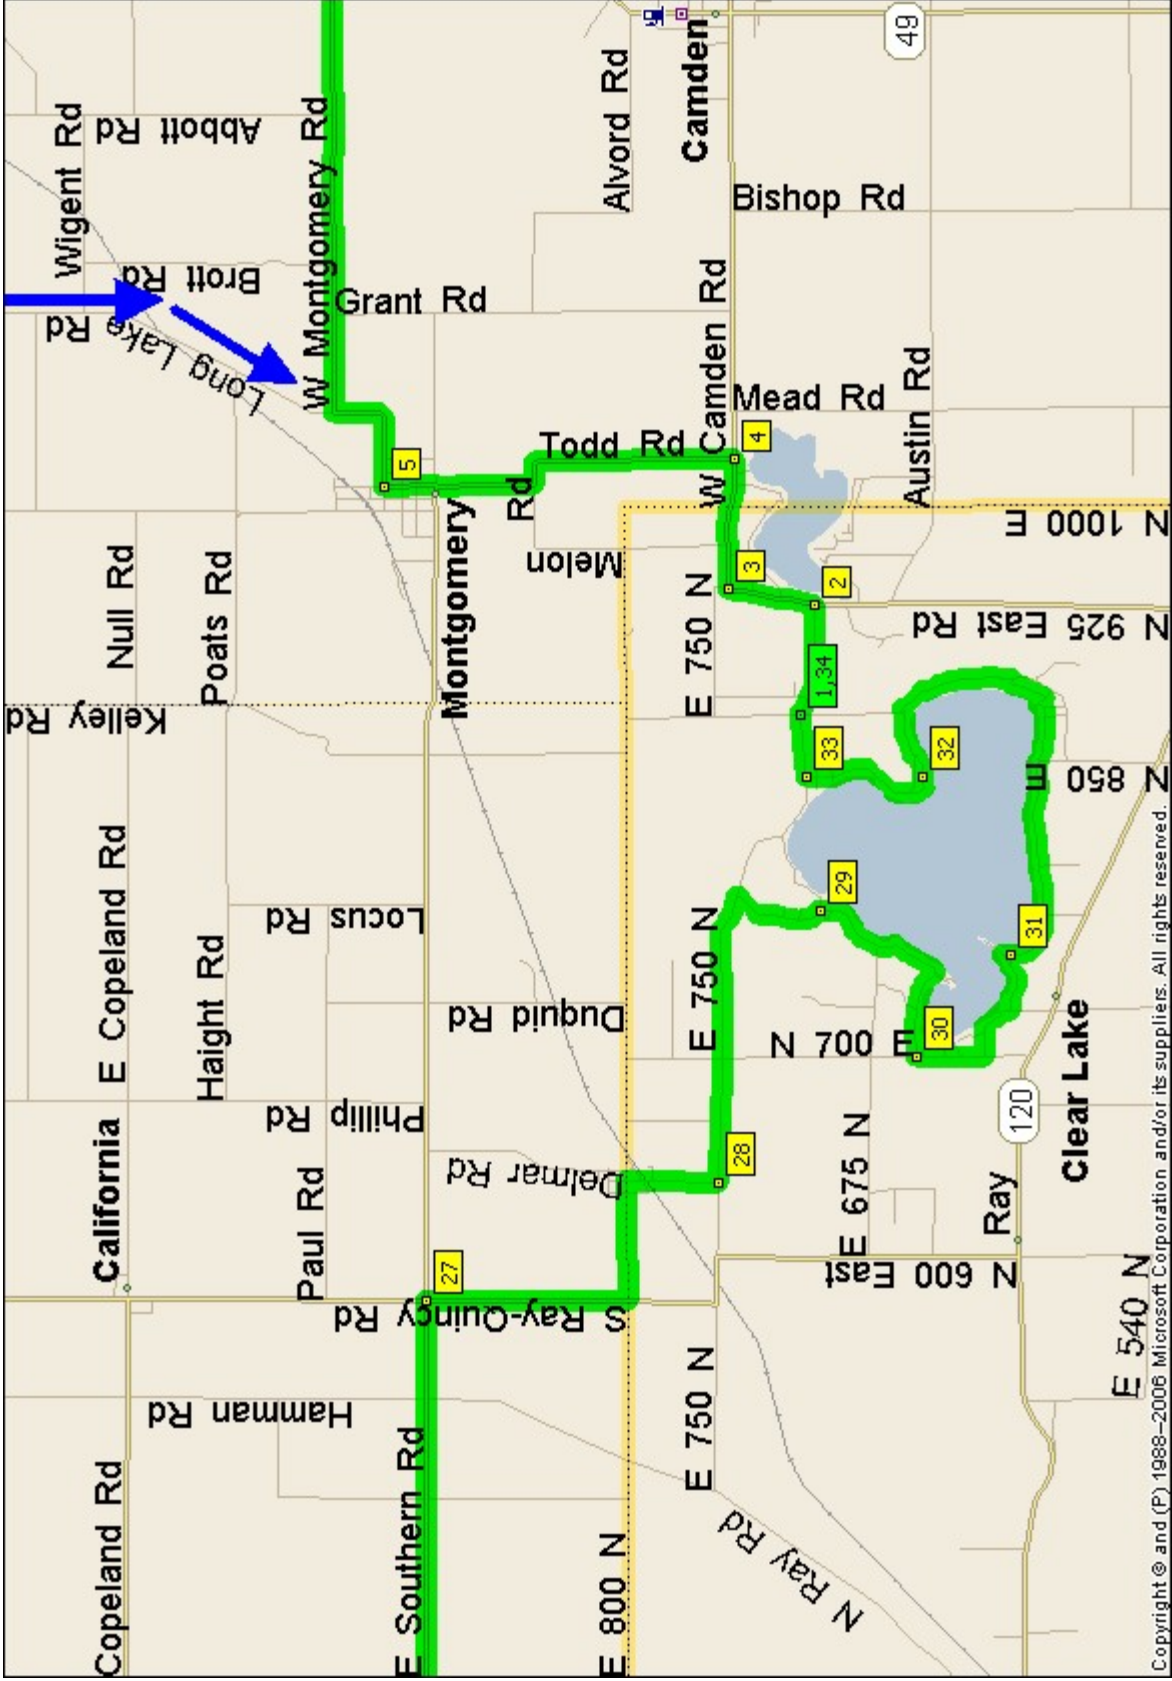 Copeland Rd
California
E Copeland Rd
Null Rd
Wigent Rd
Kelley Rd
Poats Rd
Haight Rd
Paul Rd
Hamman Rd
Phillip Rd
Locus Rd
Long Lake Rd
Brott Rd
Abbott Rd
W Montgomery Rd
E Southern Rd
27
S Ray-Quincy Rd
Delmar Rd
Duquid Rd
Montgomery
5
Grant Rd
Melon Rd
Todd Rd
Alvord Rd
E 800 N
Camden
E 750 N
28
E 750 N
E 750 N
3
W Camden Rd
4
Bishop Rd
Mead Rd
N Ray Rd
N 700 E
29
33
1,34
2
E 675 N
N 600 East
30
32
N 925 East Rd
Austin Rd
49
Ray
120
31
N 850 E
N 1000 E
Clear Lake
E 540 N
Copyright © and (P) 1988–2006 Microsoft Corporation and/or its suppliers. All rights reserved.